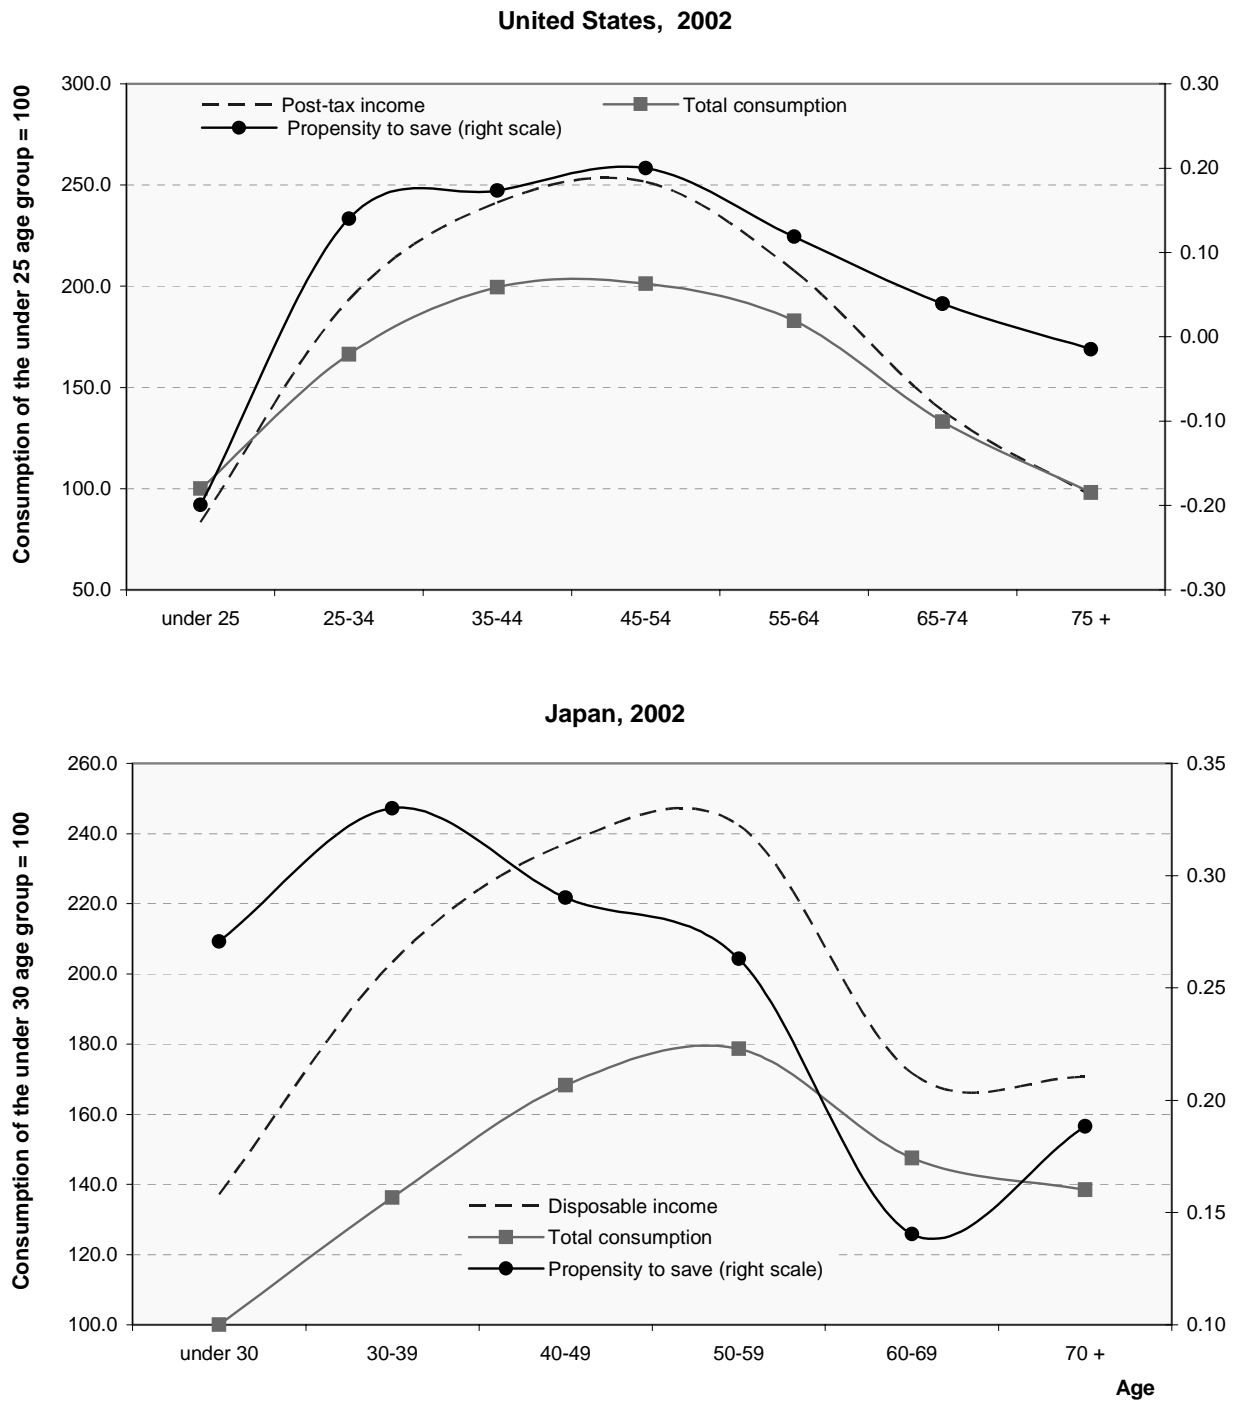 United States,  2002
Consumption of the under 25 age group = 100
300.0
250.0
200.0
150.0
100.0
50.0
Post-tax income
Total consumption
Propensity to save (right scale)
0.30
0.20
0.10
0.00
-0.10
-0.20
-0.30
under 25 25-34 35-44 45-54 55-64 65-74 75 +
Japan, 2002
Consumption of the under 30 age group = 100
260.0
240.0
220.0
200.0
180.0
160.0
140.0
120.0
100.0
Disposable income
Total consumption
Propensity to save (right scale)
0.35
0.30
0.25
0.20
0.15
0.10
under 30 30-39 40-49 50-59 60-69 70 +
Age